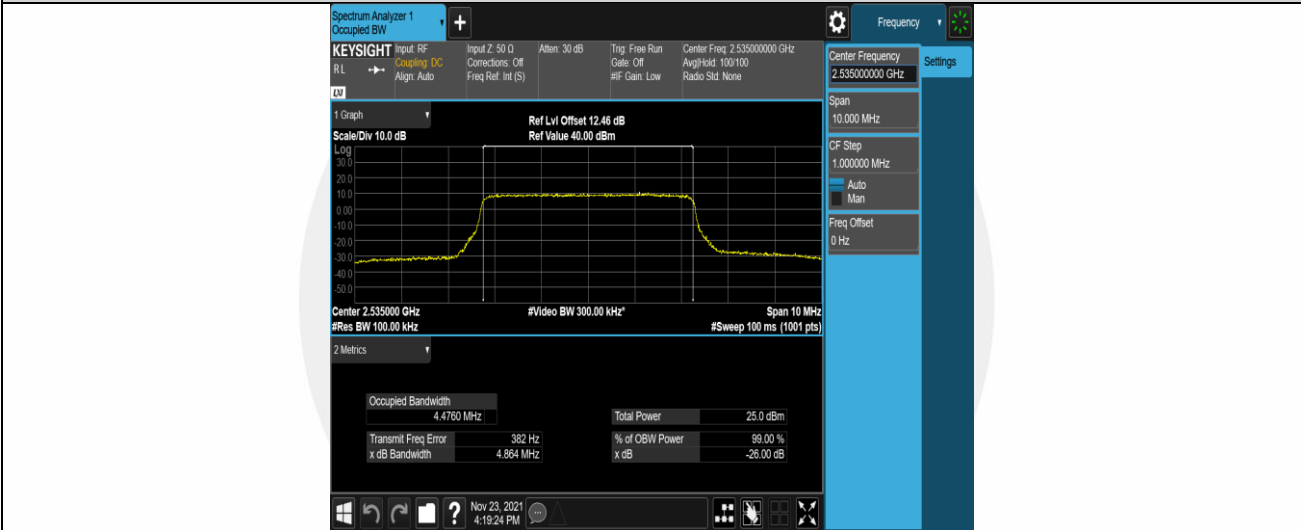 Spectrum Analyzer 1
Occupied BW
+
Frequency
KEYSIGHT
RL
LXI
Input: RF
Coupling: DC
Align: Auto
Input Z: 50 Ω
Corrections: Off
Freq Ref: Int (S)
Atten: 30 dB
Trig: Free Run
Gate: Off
#IF Gain: Low
Center Freq: 2.535000000 GHz
Avg|Hold: 100/100
Radio Std: None
Center Frequency
2.535000000 GHz
Settings
Span
10.000 MHz
CF Step
1.000000 MHz
Auto
Man
Freq Offset
0 Hz
1 Graph
Scale/Div 10.0 dB
Ref Lvl Offset 12.46 dB
Ref Value 40.00 dBm
Log
30.0
20.0
10.0
0.00
-10.0
-20.0
-30.0
-40.0
-50.0
Center 2.535000 GHz
#Video BW 300.00 kHz*
Span 10 MHz
#Res BW 100.00 kHz
#Sweep 100 ms (1001 pts)
2 Metrics
Occupied Bandwidth
4.4760 MHz
Total Power 25.0 dBm
Transmit Freq Error 382 Hz
% of OBW Power 99.00 %
x dB Bandwidth 4.864 MHz
x dB -26.00 dB
?
Nov 23, 2021
4:19:24 PM